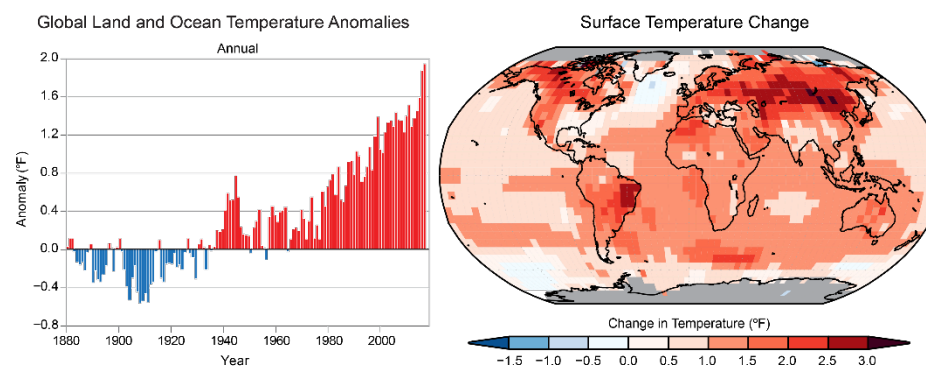 Global Land and Ocean Temperature Anomalies
Annual
2.0
1.6
1.2
0.8
0.4
0.0
−0.4
−0.8
Anomaly (°F)
1880 1900 1920 1940 1960 1980 2000
Year
Surface Temperature Change
Change in Temperature (°F)
−1.5 −1.0 −0.5 0.0 0.5 1.0 1.5 2.0 2.5 3.0